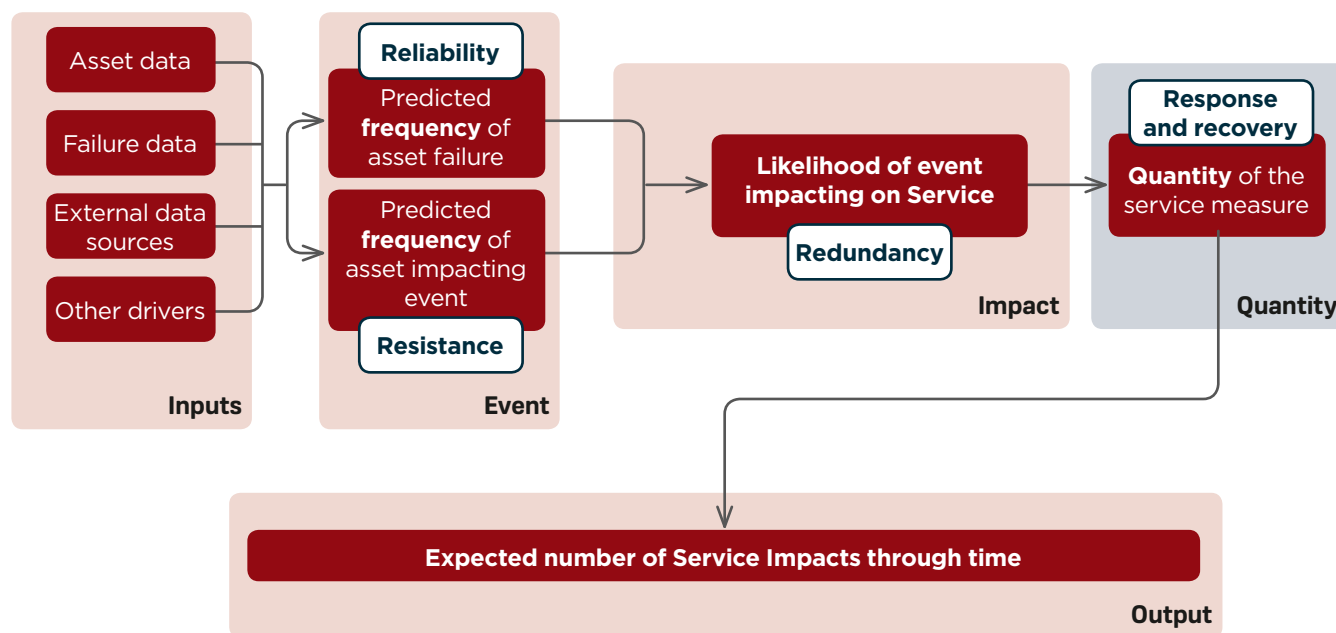 Asset data
Failure data
External data
sources
Other drivers
Inputs
Reliability
Predicted
frequency of
asset failure
Predicted
frequency of
asset impacting
event
Resistance
Event
Likelihood of event
impacting on Service
Redundancy
Impact
Response
and recovery
Quantity of the
service measure
Quantity
Expected number of Service Impacts through time
Output